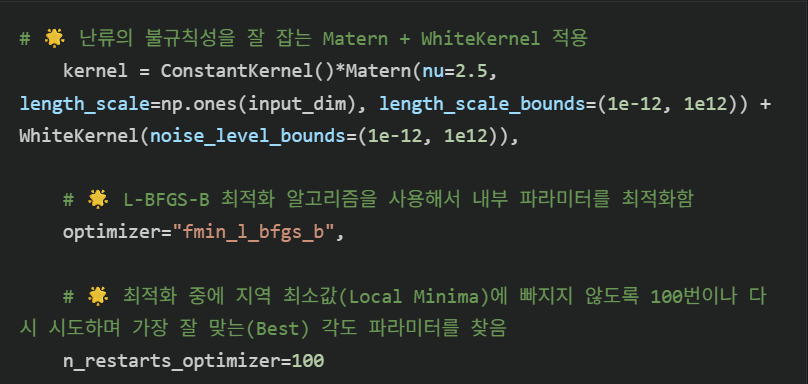 # 🌟 난류의 불규칙성을 잘 잡는 Matern + WhiteKernel 적용
kernel = ConstantKernel()*Matern(nu=2.5,
length_scale=np.ones(input_dim), length_scale_bounds=(1e-12, 1e12)) +
WhiteKernel(noise_level_bounds=(1e-12, 1e12)),
# 🌟 L-BFGS-B 최적화 알고리즘을 사용해서 내부 파라미터를 최적화함
optimizer="fmin_l_bfgs_b",
# 🌟 최적화 중에 지역 최소값(Local Minima)에 빠지지 않도록 100번이나 다
시 시도하며 가장 잘 맞는(Best) 각도 파라미터를 찾음
n_restarts_optimizer=100